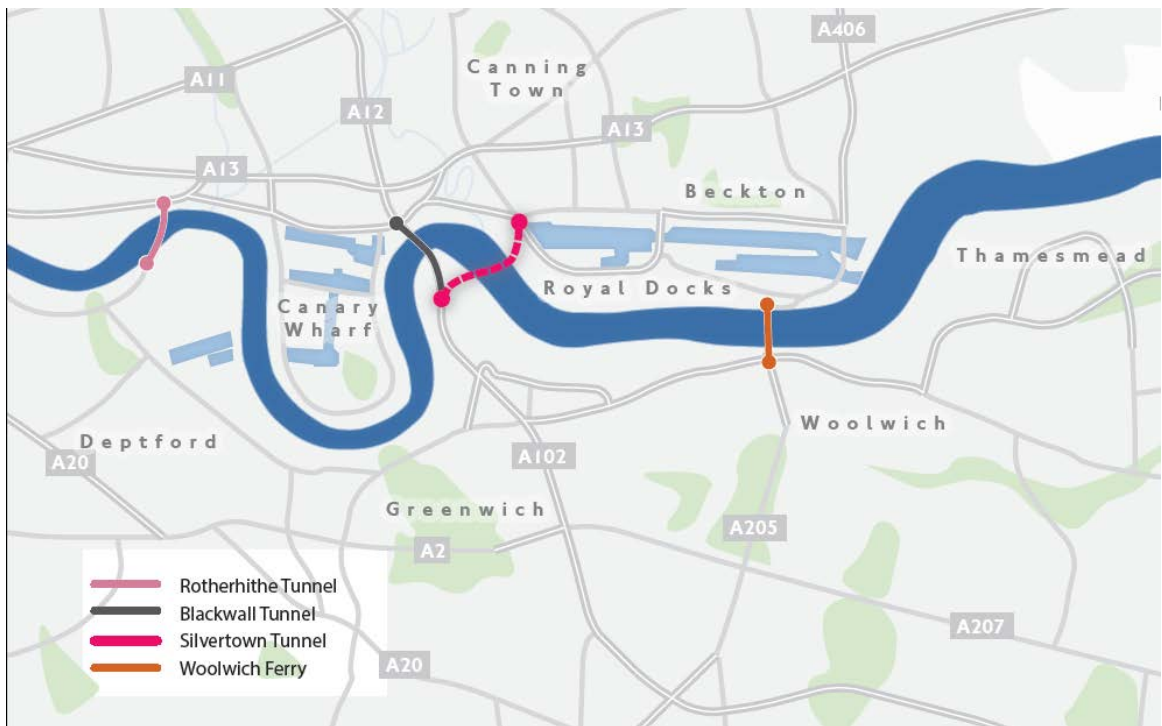 A406
Canning
Town
A11
A12
A13
A13
Beckton
Thamesmead
Royal Docks
Canary
Wharf
Deptford
A20
Woolwich
A102
Greenwich
A205
A2
A207
A20
Rotherhithe Tunnel
Blackwall Tunnel
Silvertown Tunnel
Woolwich Ferry